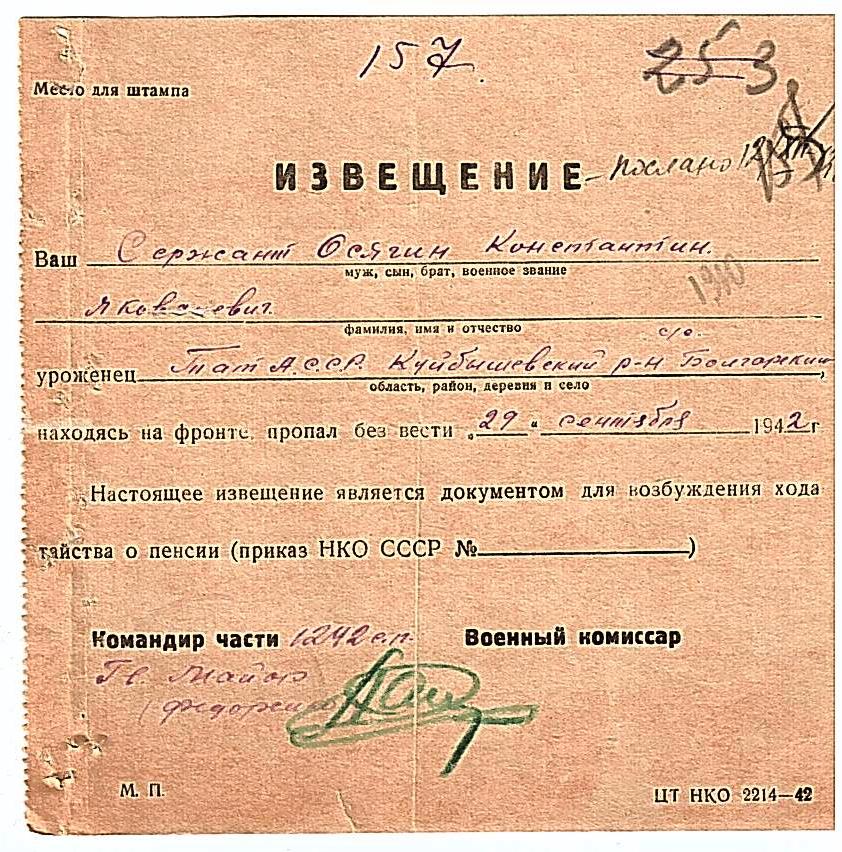 157.
253
Место для штампа
ИЗВЕЩЕНИЕ – послано
Ваш Сержант Осягин Константин
муж, сын, брат, военное звание
Яковлевич.
1910
фамилия, имя и отчество
с/с.
уроженец Тат А.С.С.Р. Куйбышевский р-н Болгарский,
область, район, деревня и село
находясь на фронте, пропал без вести „29" сентября 1942 г
Настоящее извещение является документом для возбуждения хода
тайства о пенсии (приказ НКО СССР № )
Командир части 1242 с.п. Военный комиссар
Гв. Майор
М. П.
ЦТ НКО 2214—42